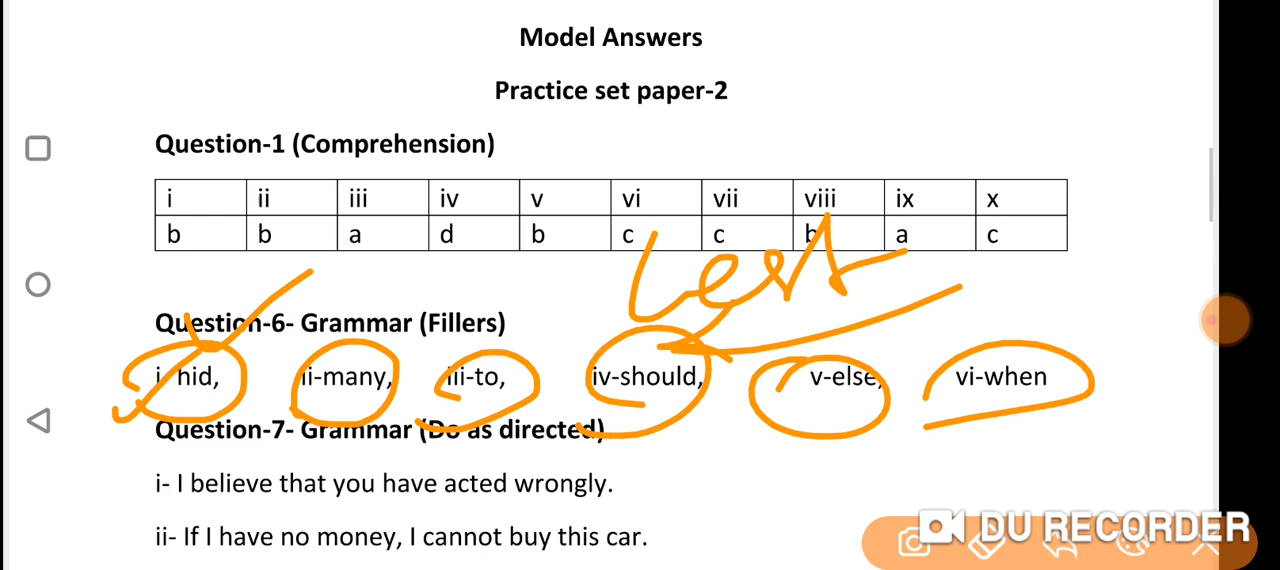 Model Answers
Practice set paper-2
Question-1 (Comprehension)
i ii iii iv v vi vii viii ix x
b b a d b c c b a c
Lest
Question-6- Grammar (Fillers)
i-hid, ii-many, iii-to, iv-should, v-else, vi-when
Question-7- Grammar (Do as directed)
i- I believe that you have acted wrongly.
ii- If I have no money, I cannot buy this car.
DU RECORDER